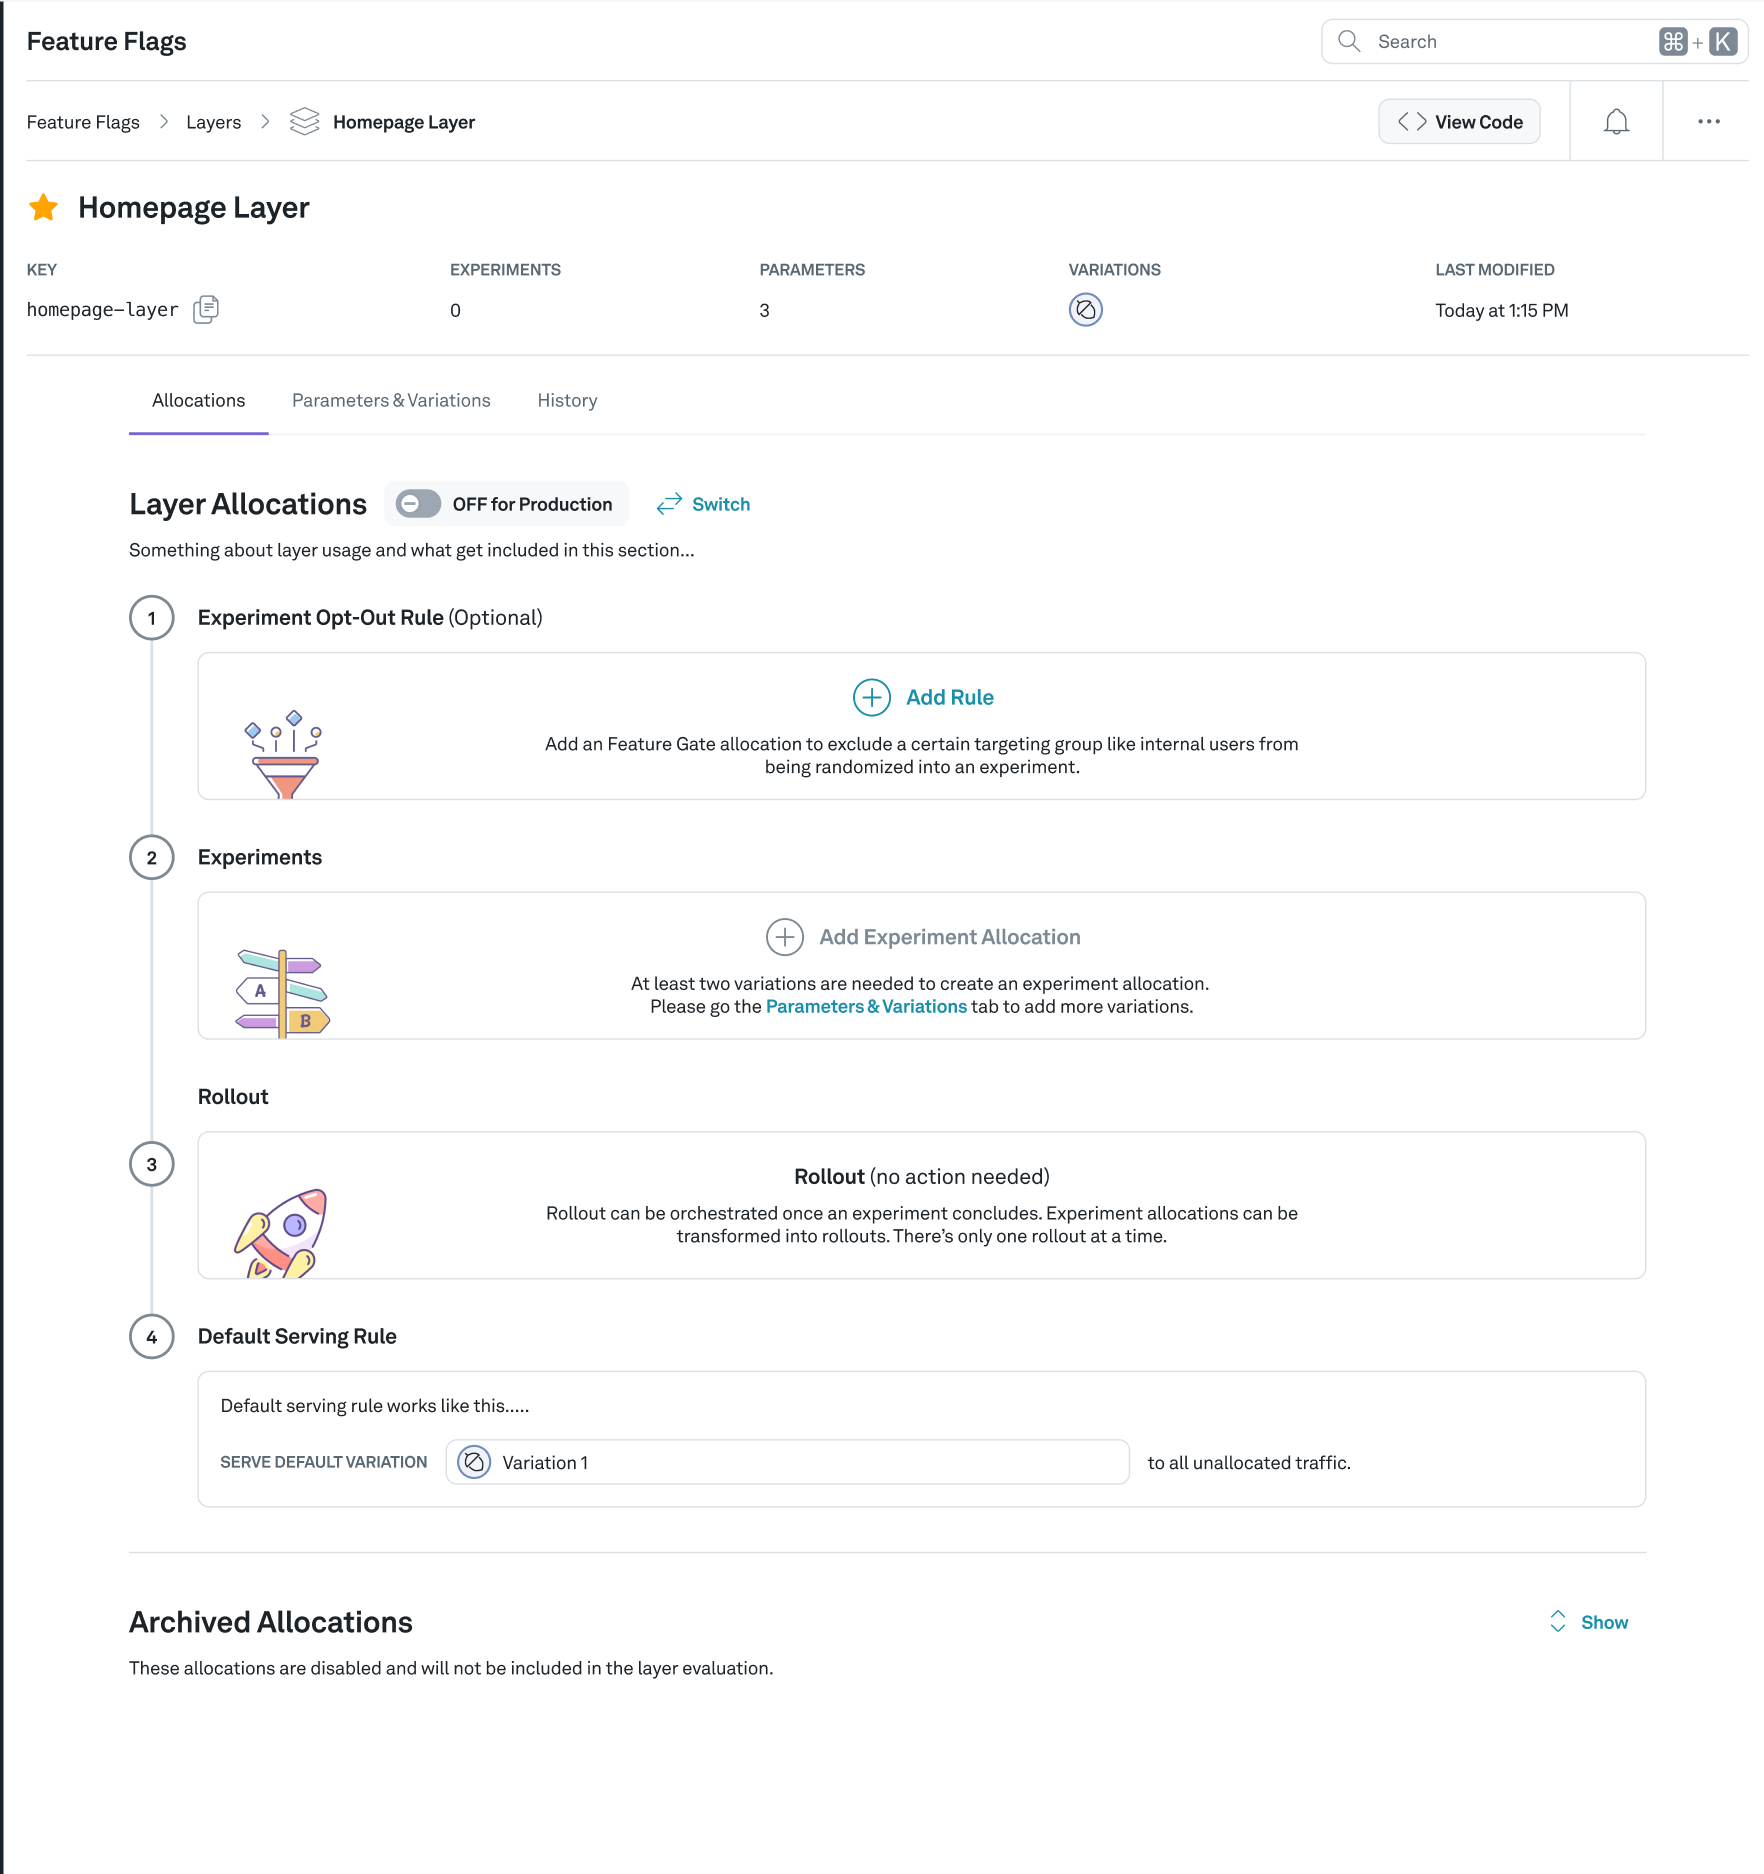 Feature Flags
Search
⌘ + K
Feature Flags
Layers
Homepage Layer
View Code
Homepage Layer
KEY
EXPERIMENTS
PARAMETERS
VARIATIONS
LAST MODIFIED
homepage-layer
0
3
Today at 1:15 PM
Allocations
Parameters & Variations
History
Layer Allocations
OFF for Production
Switch
Something about layer usage and what get included in this section...
1
Experiment Opt-Out Rule (Optional)
Add Rule
Add an Feature Gate allocation to exclude a certain targeting group like internal users from
being randomized into an experiment.
2
Experiments
A
B
Add Experiment Allocation
At least two variations are needed to create an experiment allocation.
Please go the Parameters & Variations tab to add more variations.
Rollout
3
Rollout (no action needed)
Rollout can be orchestrated once an experiment concludes. Experiment allocations can be
transformed into rollouts. There’s only one rollout at a time.
4
Default Serving Rule
Default serving rule works like this.....
SERVE DEFAULT VARIATION
Variation 1
to all unallocated traffic.
Archived Allocations
Show
These allocations are disabled and will not be included in the layer evaluation.